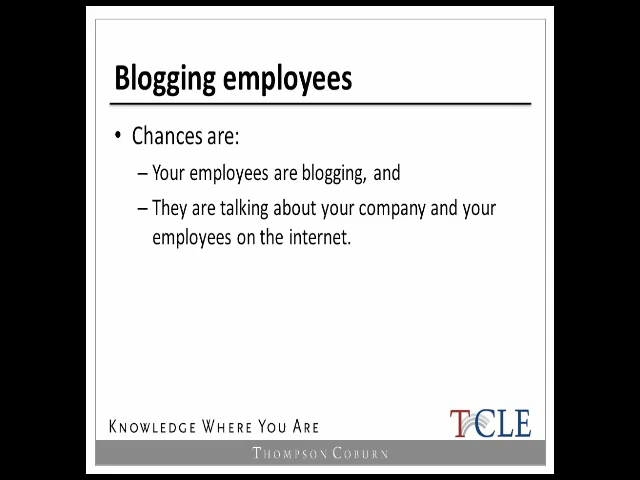 Blogging employees
• Chances are:
– Your employees are blogging, and
– They are talking about your company and your
employees on the internet.
KNOWLEDGE WHERE YOU ARE
TCLE
THOMPSON COBURN